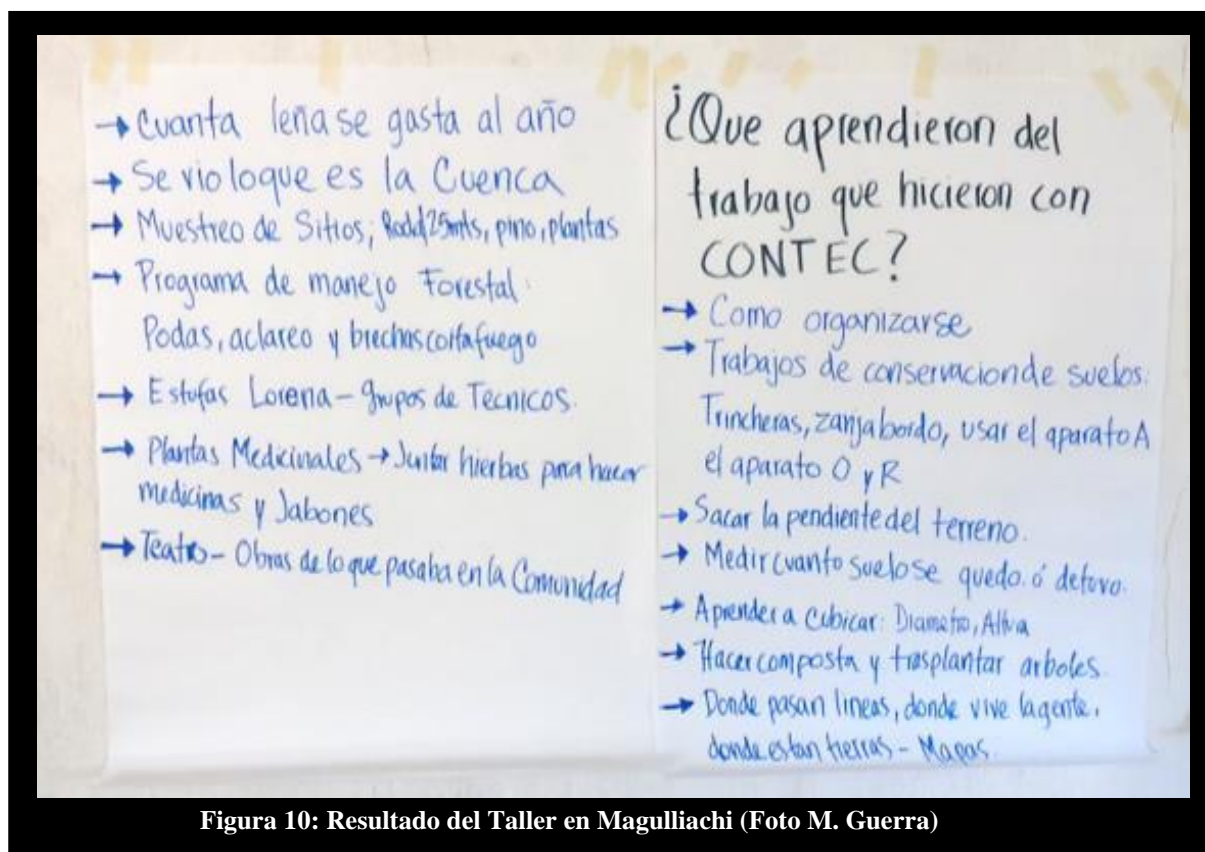 → Cuanta leña se gasta al año
→ Se vio loque es la Cuenca
→ Muestreo de Sitios; 25mts, pino, plantas
→ Programa de manejo Forestal:
Podas, aclareo y brechas cortafuego
→ Estufas Lorena – Grupos de Tecnicos.
→ Plantas Medicinales → Juntar hierbas para hacer
medicinas y Jabones
→ Teatro – Obras de lo que pasaba en la Comunidad
¿Que aprendieron del
trabajo que hicieron con
CONTEC?
→ Como organizarse
→ Trabajos de conservacion de suelos:
Trincheras, zanja bordo, usar el aparato A
el aparato O y R
→ Sacar la pendiente del terreno.
→ Medir cuanto suelo se quedo. ó detuvo.
→ Aprender a Cubicar: Diametro, Altura
→ Hacer composta y trasplantar arboles.
→ Donde pasan lineas, donde vive la gente,
donde estan tierras – Mapas.
Figura 10: Resultado del Taller en Magulliachi (Foto M. Guerra)